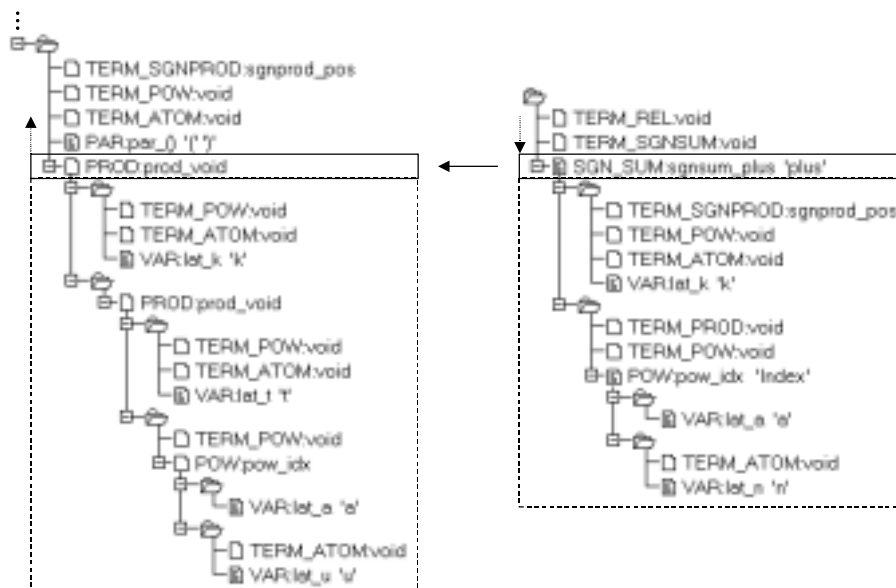 ⋮
TERM_SGNPROD:sgnprod_pos
TERM_POW:void
TERM_ATOM:void
PAR:par_() '(' ')'
PROD:prod_void
TERM_POW:void
TERM_ATOM:void
VAR:lat_k 'k'
PROD:prod_void
TERM_POW:void
TERM_ATOM:void
VAR:lat_t 't'
TERM_POW:void
POW:pow_idx
VAR:lat_a 'a'
TERM_ATOM:void
VAR:lat_u 'u'
TERM_REL:void
TERM_SGNSUM:void
SGN_SUM:sgnsum_plus 'plus'
TERM_SGNPROD:sgnprod_pos
TERM_POW:void
TERM_ATOM:void
VAR:lat_k 'k'
TERM_PROD:void
TERM_POW:void
POW:pow_idx 'Index'
VAR:lat_a 'a'
TERM_ATOM:void
VAR:lat_n 'n'